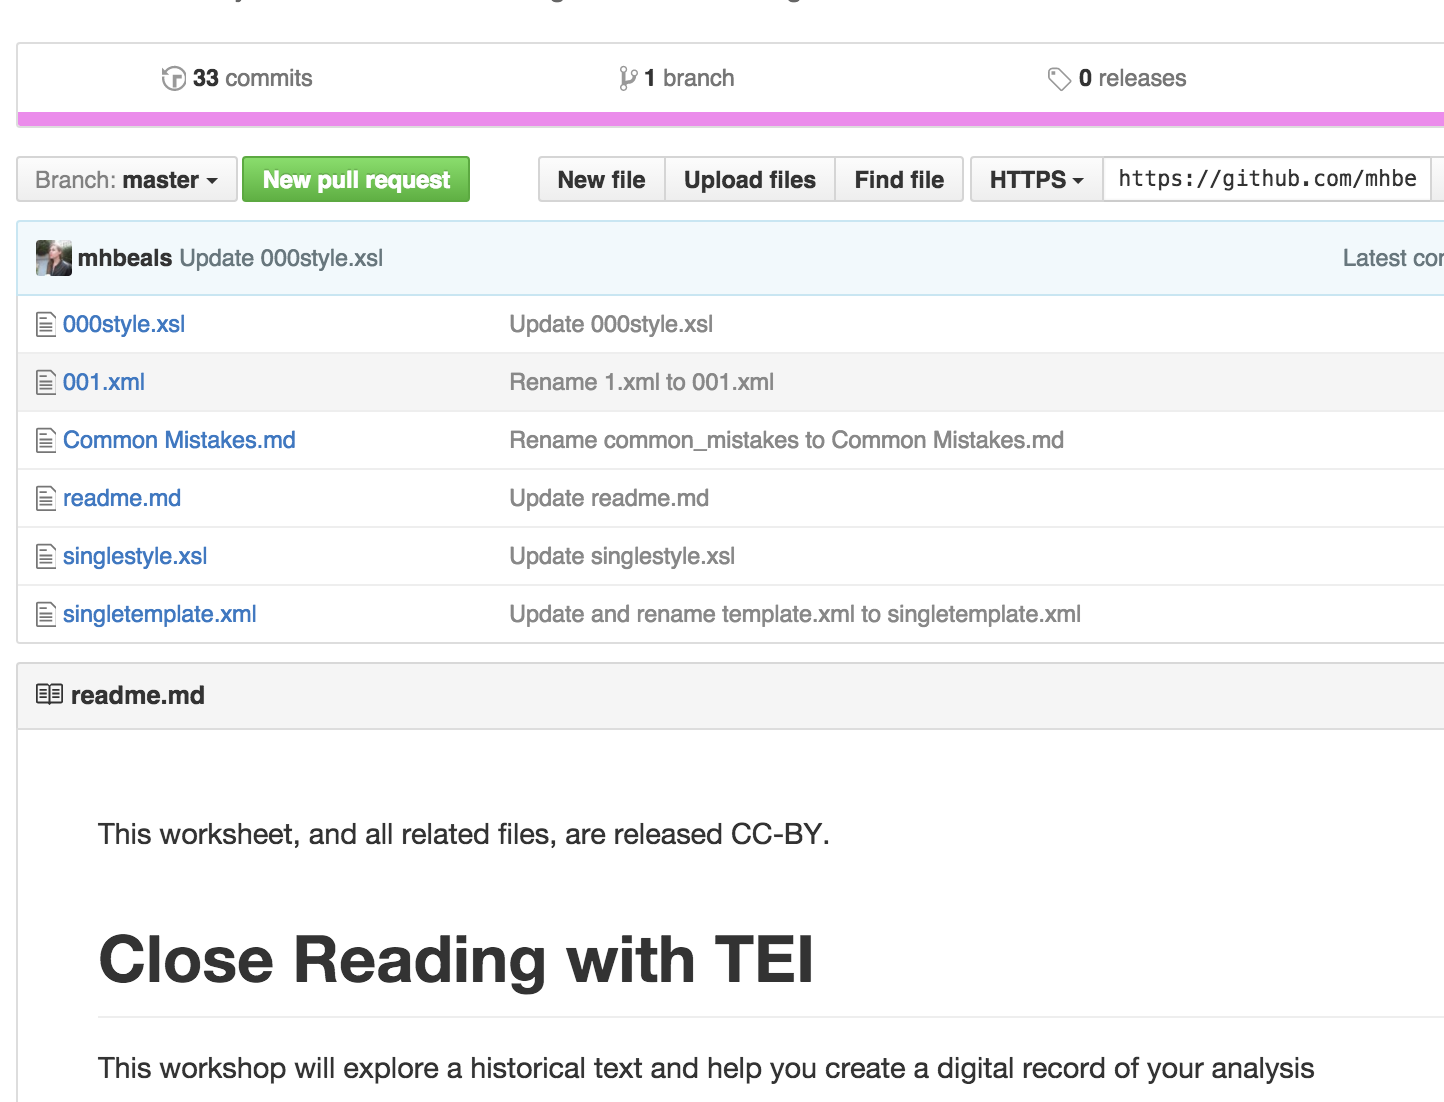 33 commits
1 branch
0 releases
Branch: master
New pull request
New file
Upload files
Find file
HTTPS
https://github.com/mhbe
mhbeals Update 000style.xsl
Latest
000style.xsl
Update 000style.xsl
001.xml
Rename 1.xml to 001.xml
Common Mistakes.md
Rename common_mistakes to Common Mistakes.md
readme.md
Update readme.md
singlestyle.xsl
Update singlestyle.xsl
singletemplate.xml
Update and rename template.xml to singletemplate.xml
readme.md
This worksheet, and all related files, are released CC-BY.
Close Reading with TEI
This workshop will explore a historical text and help you create a digital record of your analysis